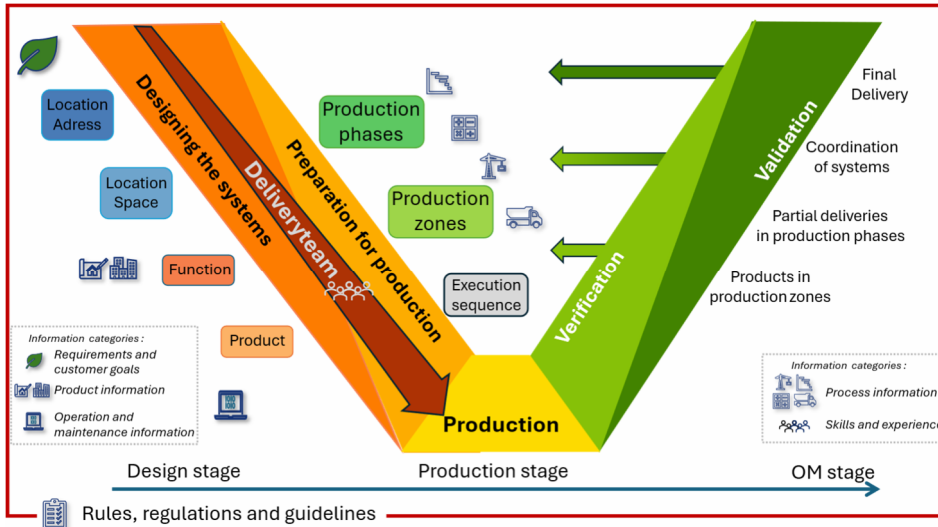 Location
Adress
Location
Space
Function
Product
Designing the systems
Deliveryteam
Preparation for production
Production
phases
Production
zones
Execution
sequence
Production
Verification
Validation
Final
Delivery
Coordination
of systems
Partial deliveries
in production phases
Products in
production zones
Information categories :
Requirements and
customer goals
Product information
Operation and
maintenance information
Information categories :
Process information
Skills and experience
Design stage
Production stage
OM stage
Rules, regulations and guidelines